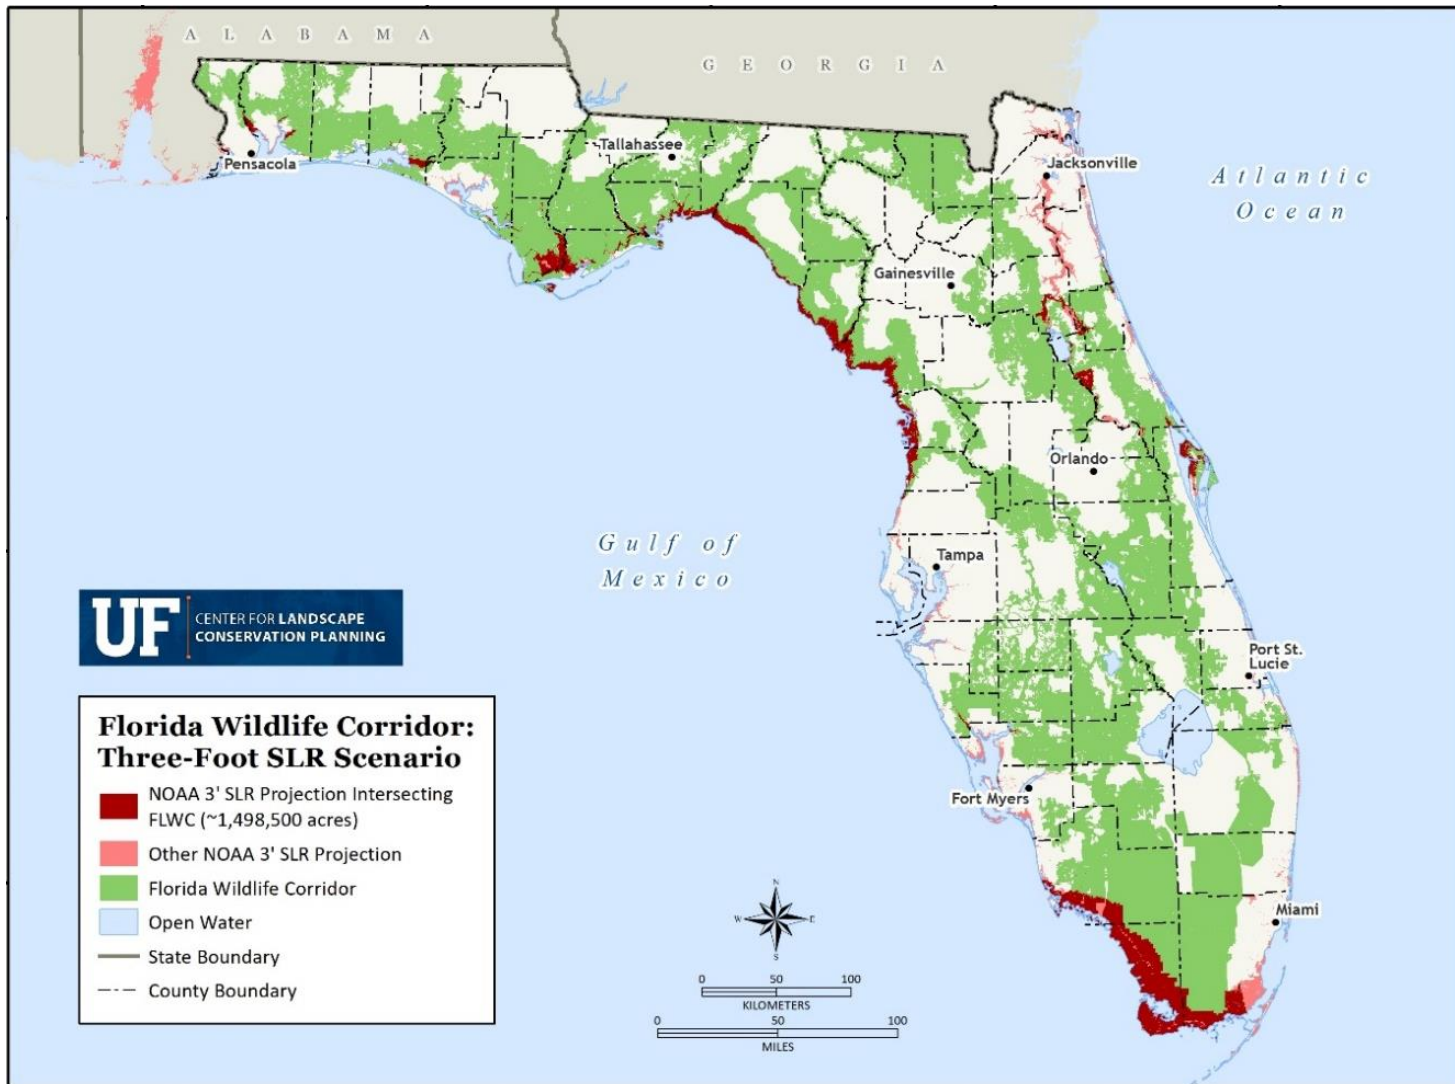 ALABAMA
GEORGIA
Pensacola
Tallahassee
Jacksonville
Atlantic
Ocean
Gainesville
Orlando
Gulf of
Mexico
Tampa
Port St.
Lucie
Fort Myers
Miami
UF
CENTER FOR LANDSCAPE
CONSERVATION PLANNING
Florida Wildlife Corridor:
Three-Foot SLR Scenario
NOAA 3' SLR Projection Intersecting
FLWC (~1,498,500 acres)
Other NOAA 3' SLR Projection
Florida Wildlife Corridor
Open Water
State Boundary
County Boundary
N
W
E
S
0 50 100
KILOMETERS
0 50 100
MILES